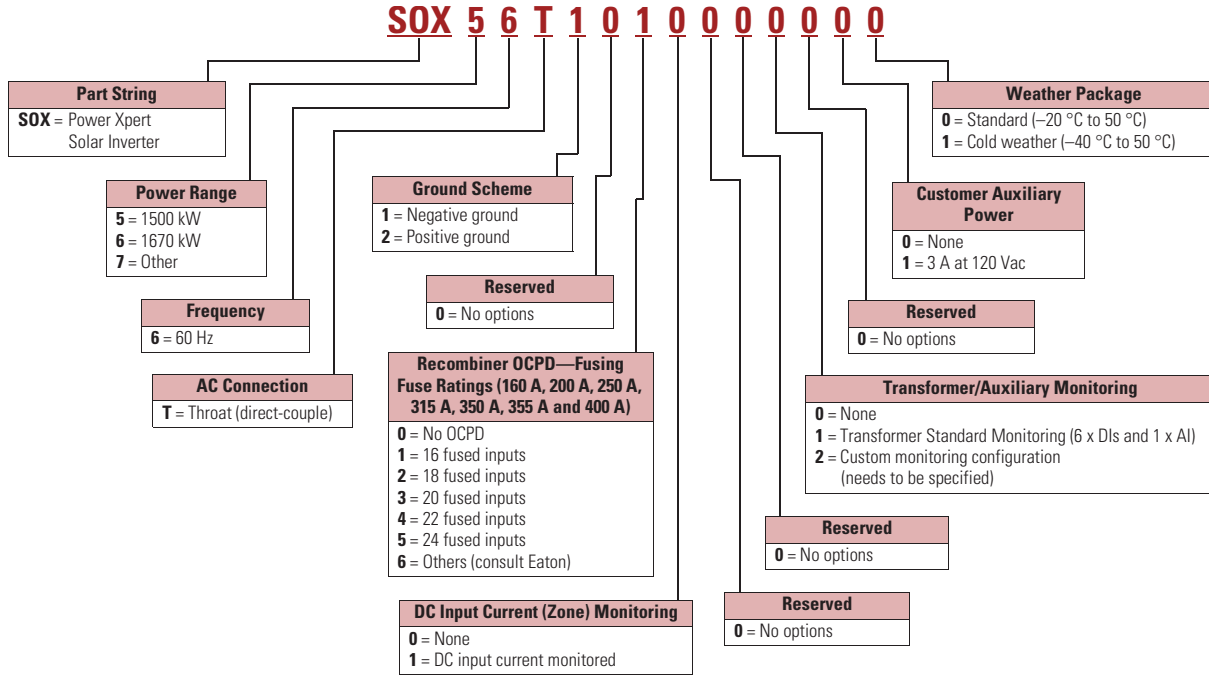 SOX 5 6 T 1 0 1 0 0 0 0 0 0
Part String
SOX = Power Xpert
Solar Inverter
Power Range
5 = 1500 kW
6 = 1670 kW
7 = Other
Frequency
6 = 60 Hz
AC Connection
T = Throat (direct-couple)
Ground Scheme
1 = Negative ground
2 = Positive ground
Reserved
0 = No options
Recombiner OCPD—Fusing
Fuse Ratings (160 A, 200 A, 250 A,
315 A, 350 A, 355 A and 400 A)
0 = No OCPD
1 = 16 fused inputs
2 = 18 fused inputs
3 = 20 fused inputs
4 = 22 fused inputs
5 = 24 fused inputs
6 = Others (consult Eaton)
DC Input Current (Zone) Monitoring
0 = None
1 = DC input current monitored
Reserved
0 = No options
Reserved
0 = No options
Transformer/Auxiliary Monitoring
0 = None
1 = Transformer Standard Monitoring (6 x DIs and 1 x AI)
2 = Custom monitoring configuration
(needs to be specified)
Reserved
0 = No options
Customer Auxiliary
Power
0 = None
1 = 3 A at 120 Vac
Weather Package
0 = Standard (–20 °C to 50 °C)
1 = Cold weather (–40 °C to 50 °C)